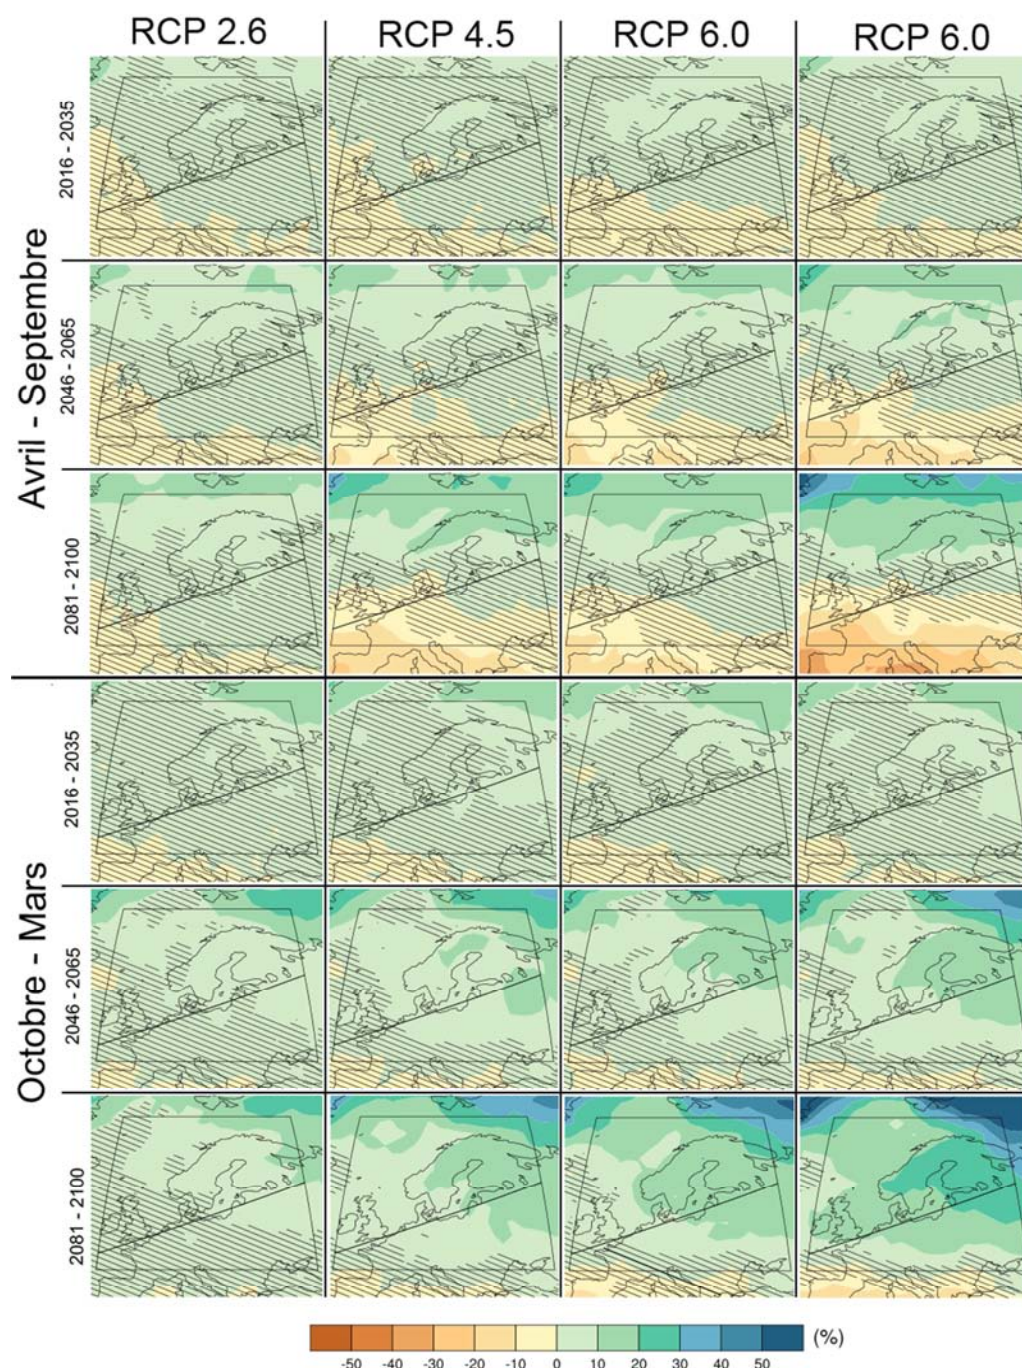 RCP 2.6 RCP 4.5 RCP 6.0 RCP 6.0
Avril - Septembre
2016 - 2035
2046 - 2065
2081 - 2100
Octobre - Mars
2016 - 2035
2046 - 2065
2081 - 2100
(%)
-50 -40 -30 -20 -10 0 10 20 30 40 50